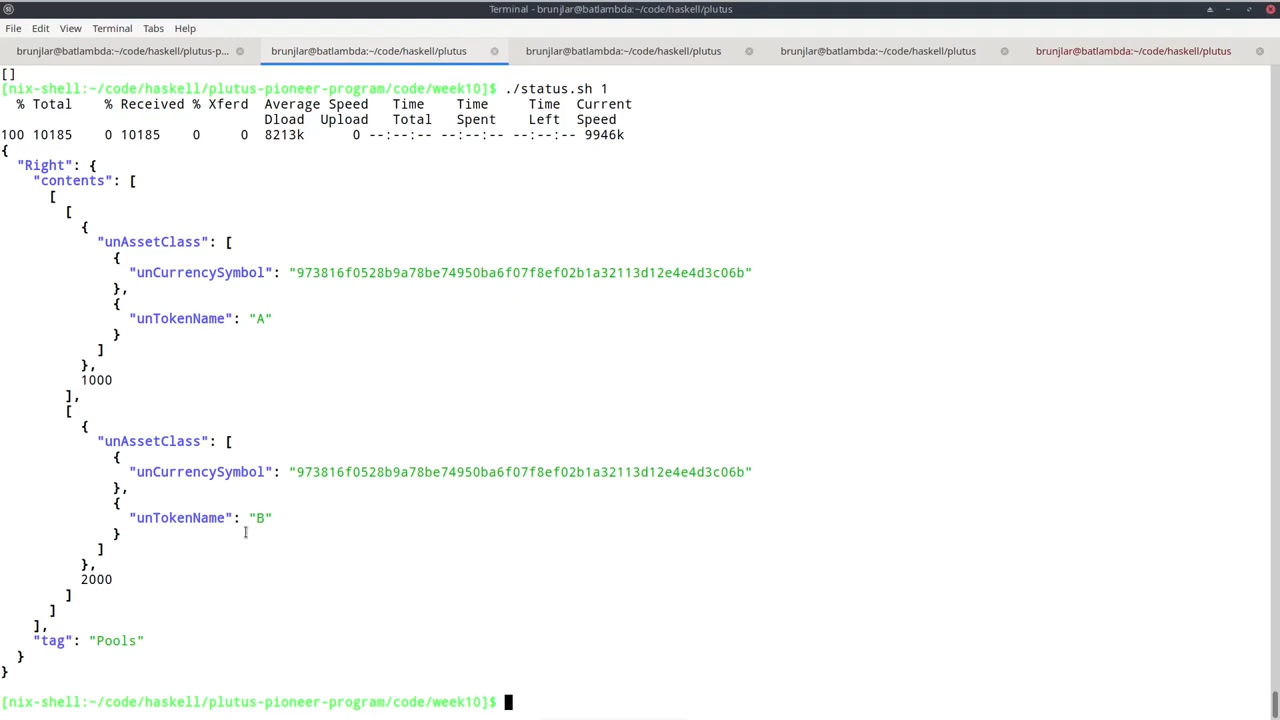 Terminal - brunjlar@batlambda:~/code/haskell/plutus
File Edit View Terminal Tabs Help
brunjlar@batlambda:~/code/haskell/plutus-p... brunjlar@batlambda:~/code/haskell/plutus brunjlar@batlambda:~/code/haskell/plutus brunjlar@batlambda:~/code/haskell/plutus brunjlar@batlambda:~/code/haskell/plutus
[]
[nix-shell:~/code/haskell/plutus-pioneer-program/code/week10]$ ./status.sh 1
  % Total    % Received % Xferd  Average Speed   Time    Time     Time  Current
                                 Dload  Upload   Total   Spent    Left  Speed
100 10185    0 10185    0     0  8213k      0 --:--:-- --:--:-- --:--:-- 9946k
{
  "Right": {
    "contents": [
      [
        [
          {
            "unAssetClass": [
              {
                "unCurrencySymbol": "973816f0528b9a78be74950ba6f07f8ef02b1a32113d12e4e4d3c06b"
              },
              {
                "unTokenName": "A"
              }
            ]
          },
          1000
        ],
        [
          {
            "unAssetClass": [
              {
                "unCurrencySymbol": "973816f0528b9a78be74950ba6f07f8ef02b1a32113d12e4e4d3c06b"
              },
              {
                "unTokenName": "B"
              }
            ]
          },
          2000
        ]
      ]
    ],
    "tag": "Pools"
  }
}
[nix-shell:~/code/haskell/plutus-pioneer-program/code/week10]$